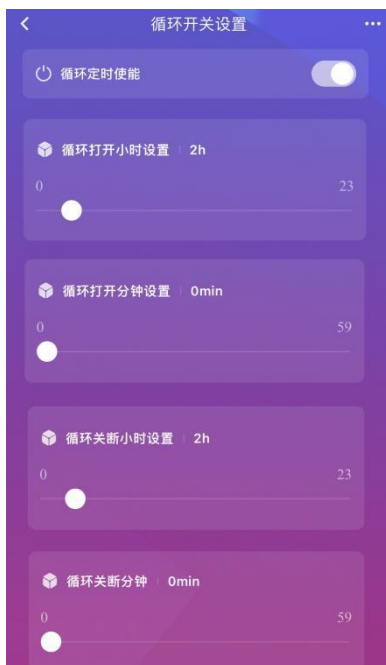 循环开关设置
循环定时使能
循环打开小时设置 2h
0 23
循环打开分钟设置 0min
0 59
循环关断小时设置 2h
0 23
循环关断分钟 0min
0 59